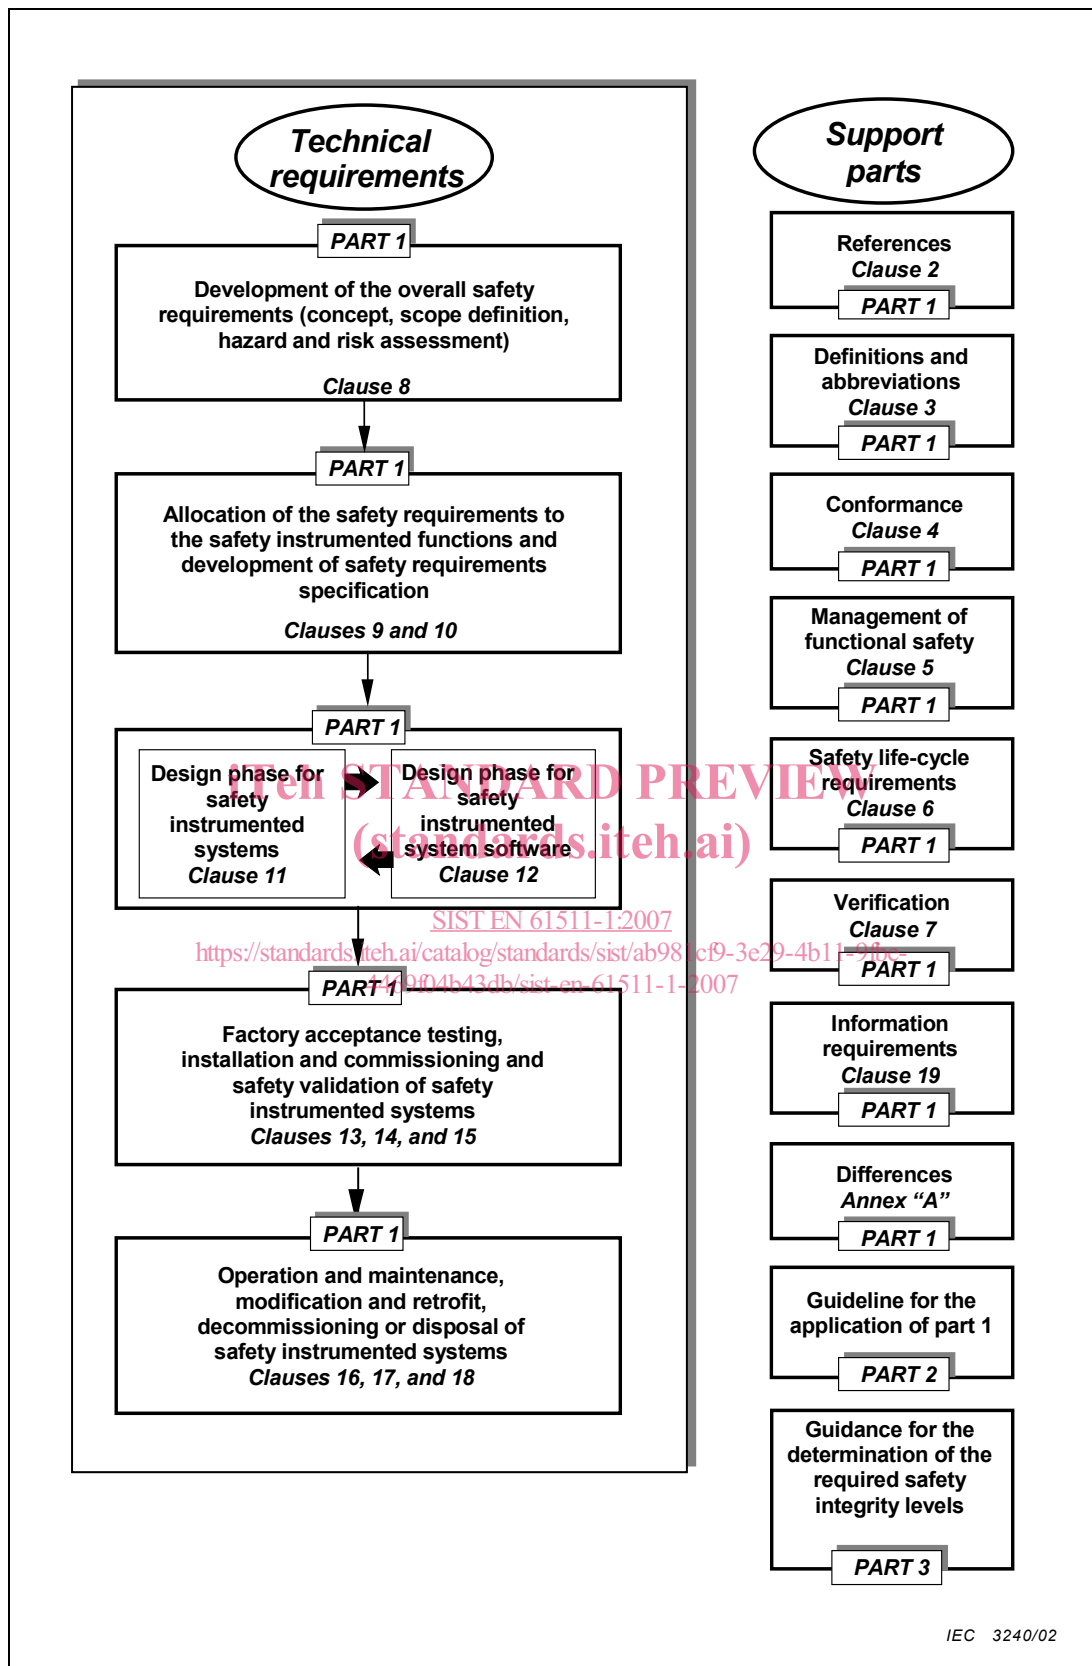 Technical
requirements
PART 1
Development of the overall safety
requirements (concept, scope definition,
hazard and risk assessment)
Clause 8
PART 1
Allocation of the safety requirements to
the safety instrumented functions and
development of safety requirements
specification
Clauses 9 and 10
PART 1
Design phase for
safety
instrumented
systems
Clause 11
Design phase for
safety
instrumented
system software
Clause 12
PART 1
Factory acceptance testing,
installation and commissioning and
safety validation of safety
instrumented systems
Clauses 13, 14, and 15
PART 1
Operation and maintenance,
modification and retrofit,
decommissioning or disposal of
safety instrumented systems
Clauses 16, 17, and 18
Support
parts
References
Clause 2
PART 1
Definitions and
abbreviations
Clause 3
PART 1
Conformance
Clause 4
PART 1
Management of
functional safety
Clause 5
PART 1
Safety life-cycle
requirements
Clause 6
PART 1
Verification
Clause 7
PART 1
Information
requirements
Clause 19
PART 1
Differences
Annex “A”
PART 1
Guideline for the
application of part 1
PART 2
Guidance for the
determination of the
required safety
integrity levels
PART 3
iTeh STANDARD PREVIEW
(standards.iteh.ai)
SIST EN 61511-1:2007
https://standards.iteh.ai/catalog/standards/sist/ab981cf9-3e29-4b11-9fbc-
4469f04b43db/sist-en-61511-1-2007
IEC 3240/02